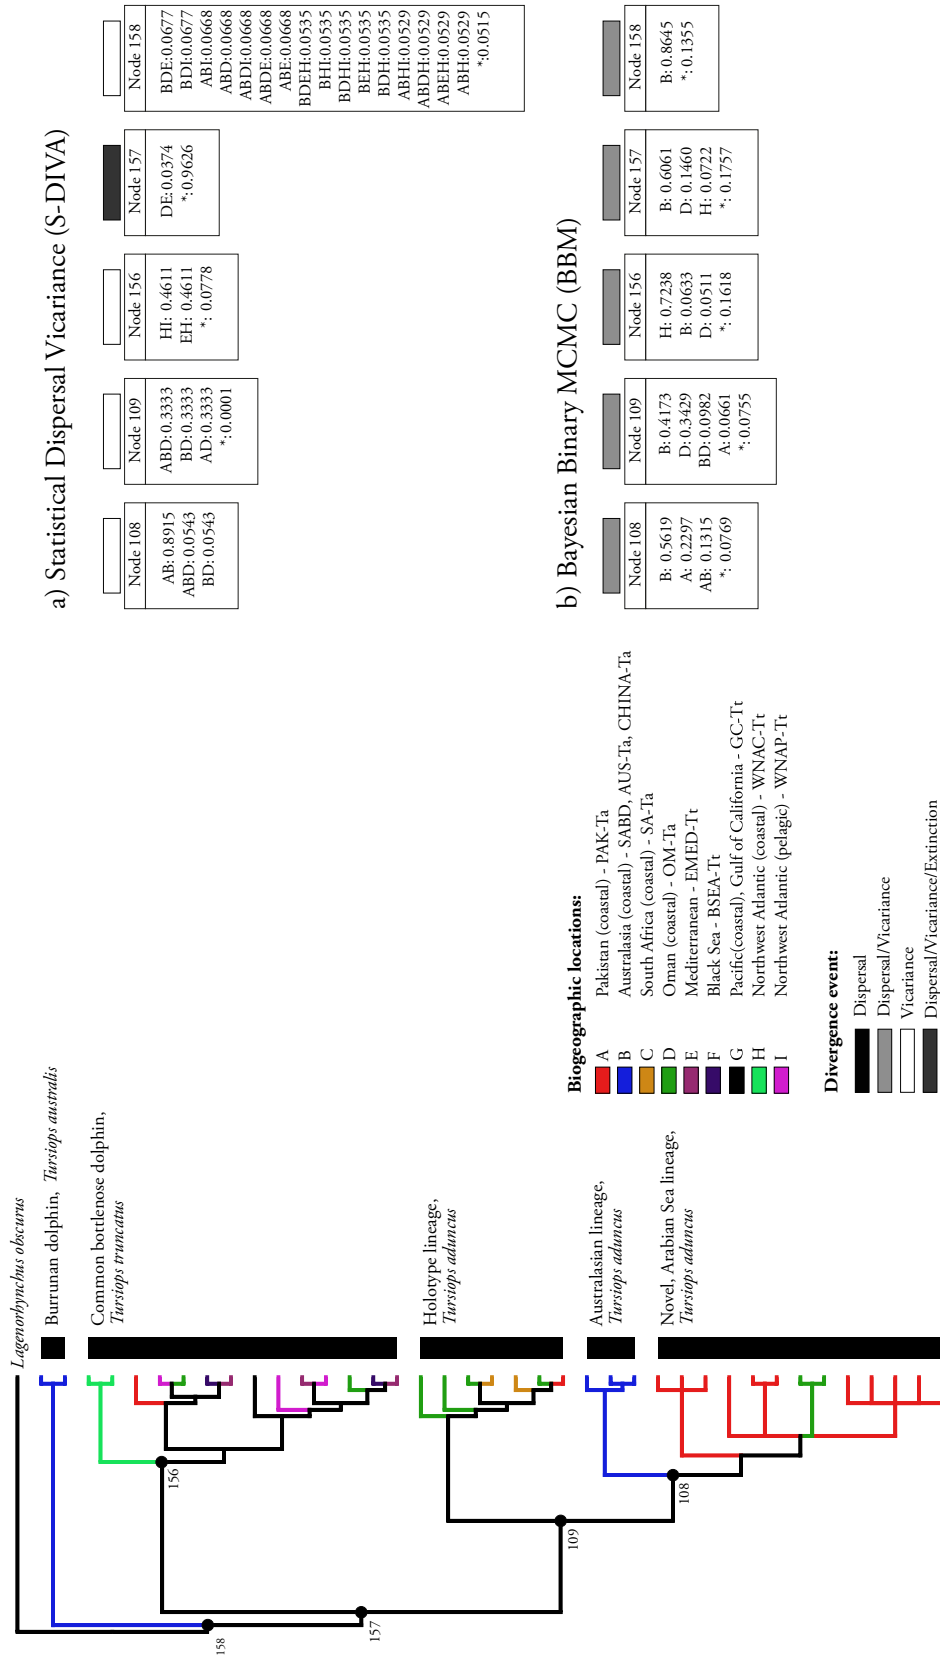 Lagenorhynchus obscurus
Burrunan dolphin, Tursiops australis
Common bottlenose dolphin,
Tursiops truncatus
Holotype lineage,
Tursiops aduncus
Australasian lineage,
Tursiops aduncus
Novel, Arabian Sea lineage,
Tursiops aduncus
158
157
156
109
108
Biogeographic locations:
A Pakistan (coastal) - PAK-Ta
B Australasia (coastal) - SABD, AUS-Ta, CHINA-Ta
C South Africa (coastal) - SA-Ta
D Oman (coastal) - OM-Ta
E Mediterranean - EMED-Tt
F Black Sea - BSEA-Tt
G Pacific(coastal), Gulf of California - GC-Tt
H Northwest Atlantic (coastal) - WNAC-Tt
I Northwest Atlantic (pelagic) - WNAP-Tt
Divergence event:
Dispersal
Dispersal/Vicariance
Vicariance
Dispersal/Vicariance/Extinction
a) Statistical Dispersal Vicariance (S-DIVA)
Node 108
AB: 0.8915
ABD: 0.0543
BD: 0.0543
Node 109
ABD: 0.3333
BD: 0.3333
AD: 0.3333
*: 0.0001
Node 156
HI: 0.4611
EH: 0.4611
*: 0.0778
Node 157
DE: 0.0374
*: 0.9626
Node 158
BDE:0.0677
BDI:0.0677
ABI:0.0668
ABD:0.0668
ABDI:0.0668
ABDE:0.0668
ABE:0.0668
BDEH:0.0535
BHI:0.0535
BDHI:0.0535
BEH:0.0535
BDH:0.0535
ABHI:0.0529
ABDH:0.0529
ABEH:0.0529
ABH:0.0529
*:0.0515
b) Bayesian Binary MCMC (BBM)
Node 108
B: 0.5619
A: 0.2297
AB: 0.1315
*: 0.0769
Node 109
B: 0.4173
D: 0.3429
BD: 0.0982
A: 0.0661
*: 0.0755
Node 156
H: 0.7238
B: 0.0633
D: 0.0511
*: 0.1618
Node 157
B: 0.6061
D: 0.1460
H: 0.0722
*: 0.1757
Node 158
B: 0.8645
*: 0.1355